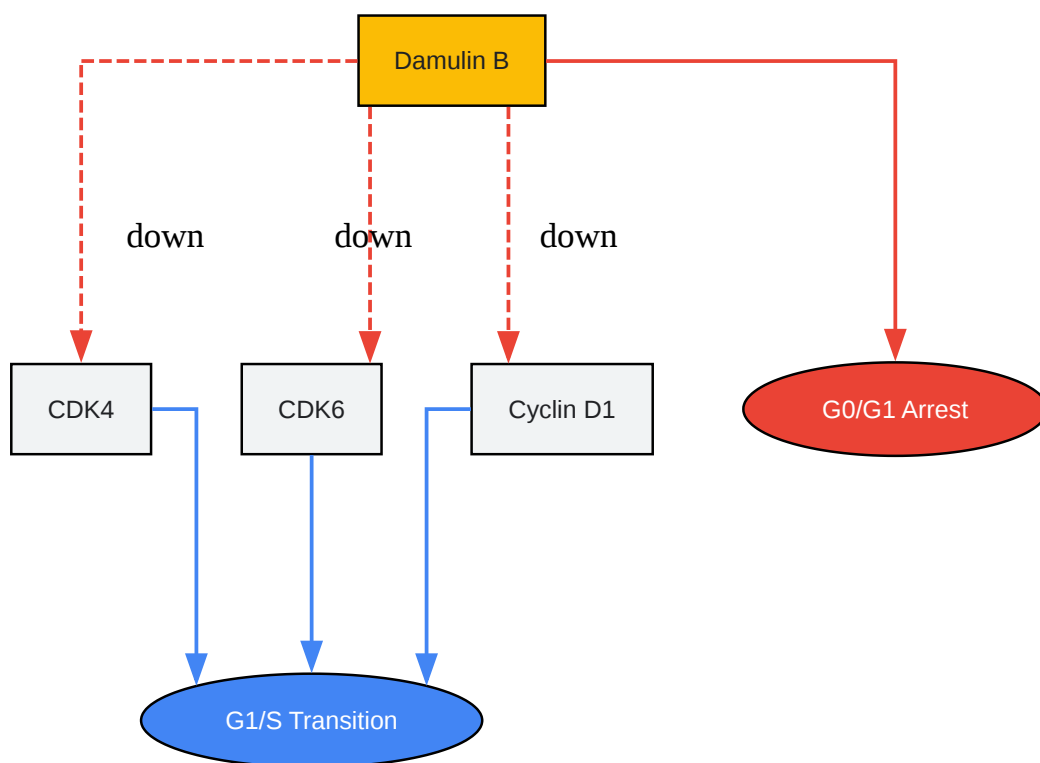 Damulin B
down
down
down
CDK4
CDK6
Cyclin D1
G0/G1 Arrest
G1/S Transition